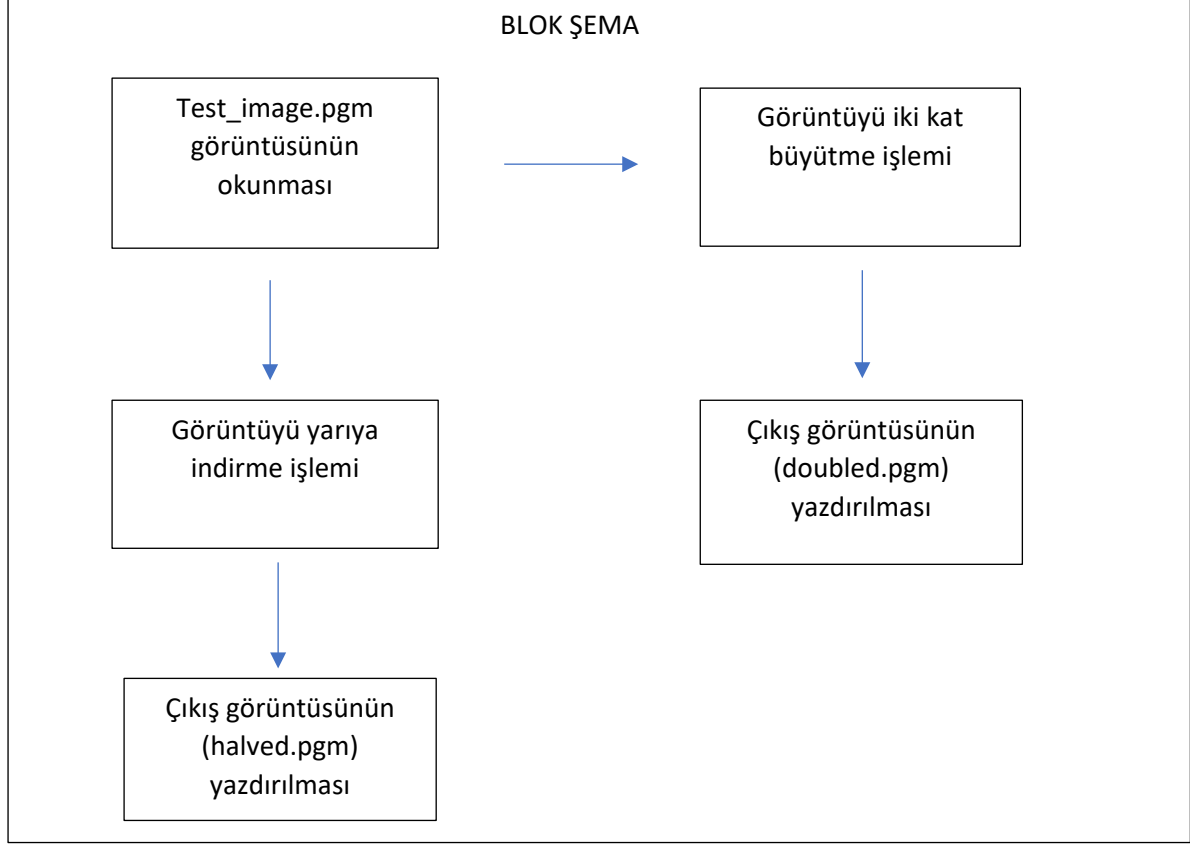 BLOK ŞEMA
Test_image.pgm
görüntüsünün
okunması
Görüntüyü iki kat
büyütme işlemi
Görüntüyü yarıya
indirme işlemi
Çıkış görüntüsünün
(doubled.pgm)
yazdırılması
Çıkış görüntüsünün
(halved.pgm)
yazdırılması